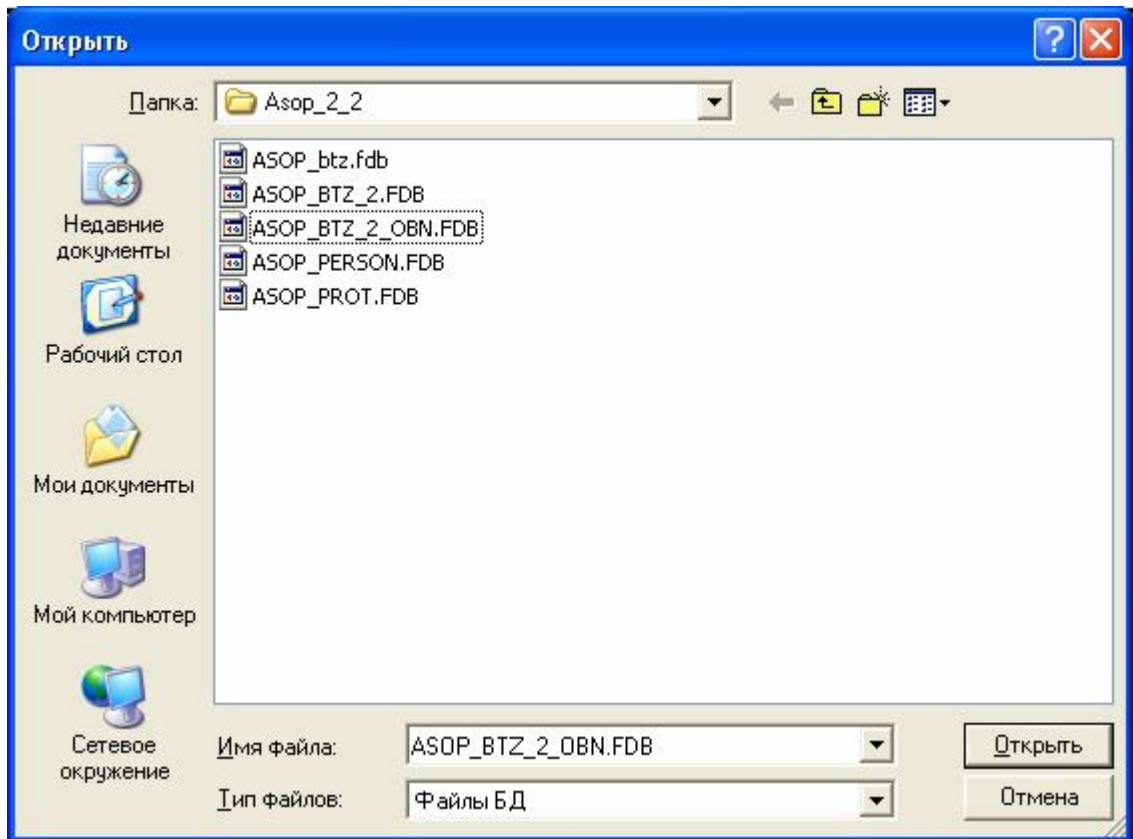 Открыть
Папка:
Asop_2_2
Недавние
документы
Рабочий стол
Мои документы
Мой компьютер
Сетевое
окружение
ASOP_btz.fdb
ASOP_BTZ_2.FDB
ASOP_BTZ_2_OBN.FDB
ASOP_PERSON.FDB
ASOP_PROT.FDB
Имя файла:
ASOP_BTZ_2_OBN.FDB
Открыть
Тип файлов:
Файлы БД
Отмена